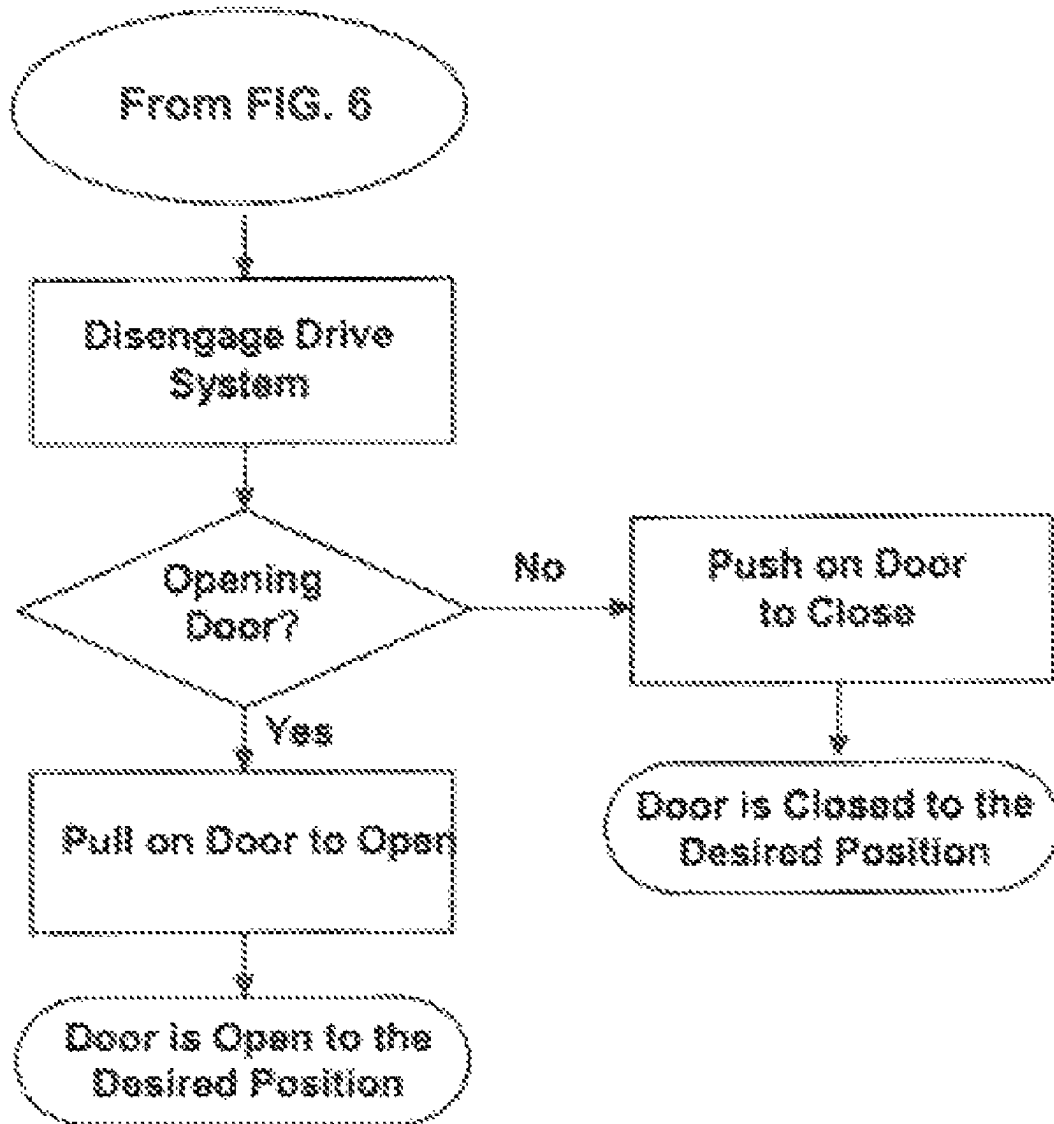 From FIG. 6
Disengage Drive
System
Opening
Door?
No
Push on Door
to Close
Yes
Door is Closed to the
Desired Position
Pull on Door to Open
Door is Open to the
Desired Position